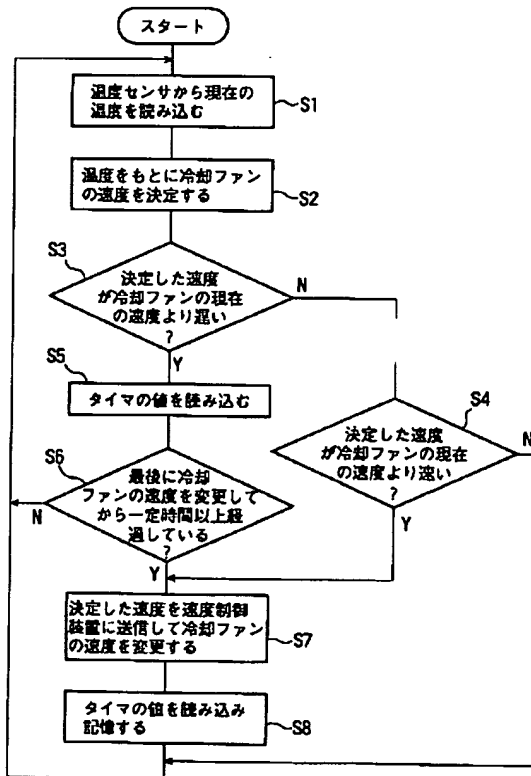 スタート
温度センサから現在の
温度を読み込む
S1
温度をもとに冷却ファン
の速度を決定する
S2
S3
決定した速度
が冷却ファンの現在
の速度より遅い
?
N
Y
S5
タイマの値を読み込む
S4
決定した速度
が冷却ファンの現在
の速度より速い
?
N
Y
S6
最後に冷却
ファンの速度を変更して
から一定時間以上経
過している
?
N
Y
決定した速度を速度制御
装置に送信して冷却ファン
の速度を変更する
S7
タイマの値を読み込み
記憶する
S8